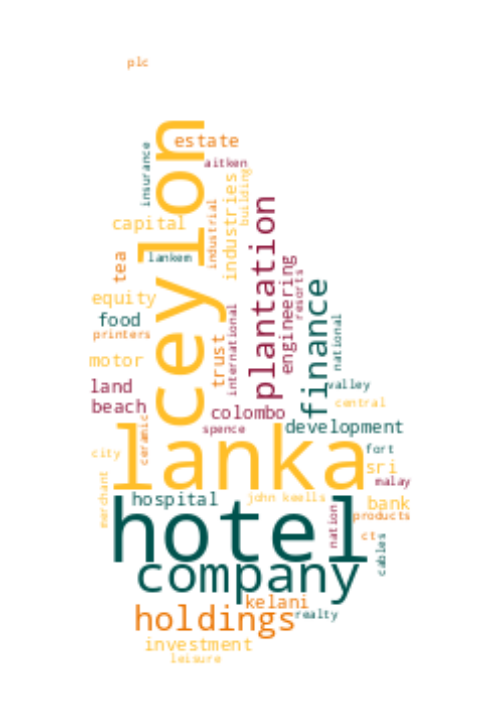 plc
estate
aitken
insurance
ceylon
building
industries
industrial
capital
plantation
lankem
tea
engineering
resorts
finance
equity
food
printers
trust
international
national
motor
land
valley
beach
central
colombo
spence
development
lanka
ceramic
city
fort
sri
malay
merchant
hospital
john keells
bank
hotel
nation
products
ct
cables
company
kelani
holdings
realty
investment
leisure